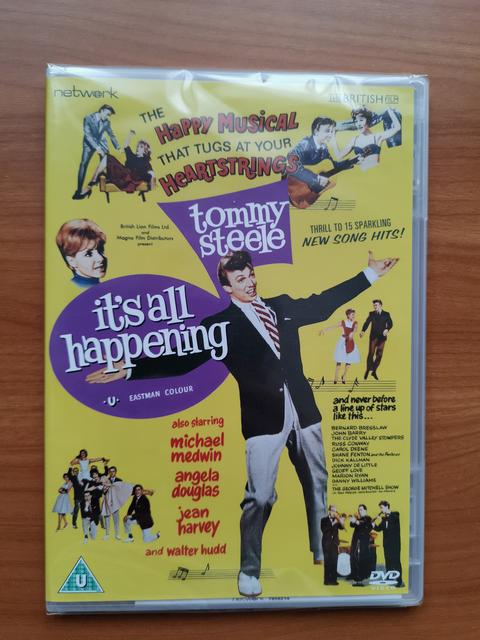 network
THE BRITISH FILM
THE
HAPPY MUSICAL
THAT TUGS AT YOUR
HEARTSTRINGS
tommy
steele
British Lion Films Ltd
and
Magna Film Distributors
present
THRILL TO 15 SPARKLING
NEW SONG HITS!
it's all
happening
U
EASTMAN COLOUR
also starring
michael
medwin
angela
douglas
jean
harvey
and walter hudd
and never before
a line up of stars
like this...
BERNARD BRESSLAW
JOHN BARRY
THE CLYDE VALLEY STOMPERS
RUSS CONWAY
CAROL DEENE
SHANE FENTON and the Fentones
DICK KALLMAN
JOHNNY DE LITTLE
GEOFF LOVE
MARION RYAN
DANNY WILLIAMS
THE GEORGE MITCHELL SHOW
U
DVD
VIDEO